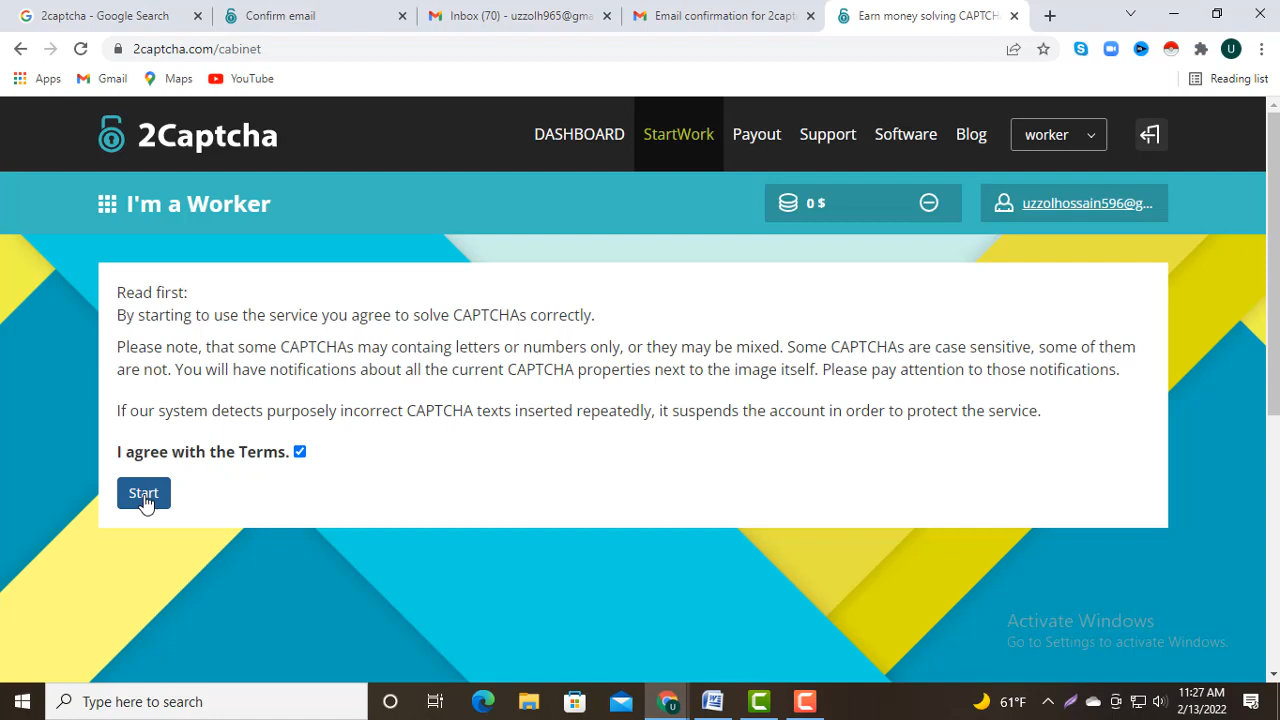 2captcha - Google Search
Confirm email
Inbox (70) - uzzolh965@gma
Email confirmation for 2capt
Earn money solving CAPTCH
2captcha.com/cabinet
U
Apps
Gmail
Maps
YouTube
Reading list
2Captcha
DASHBOARD
StartWork
Payout
Support
Software
Blog
worker
I'm a Worker
0 $
uzzolhossain596@g...
Read first:
By starting to use the service you agree to solve CAPTCHAs correctly.
Please note, that some CAPTCHAs may containg letters or numbers only, or they may be mixed. Some CAPTCHAs are case sensitive, some of them
are not. You will have notifications about all the current CAPTCHA properties next to the image itself. Please pay attention to those notifications.
If our system detects purposely incorrect CAPTCHA texts inserted repeatedly, it suspends the account in order to protect the service.
I agree with the Terms.
Start
Activate Windows
Go to Settings to activate Windows.
Type here to search
61°F
11:27 AM
2/13/2022